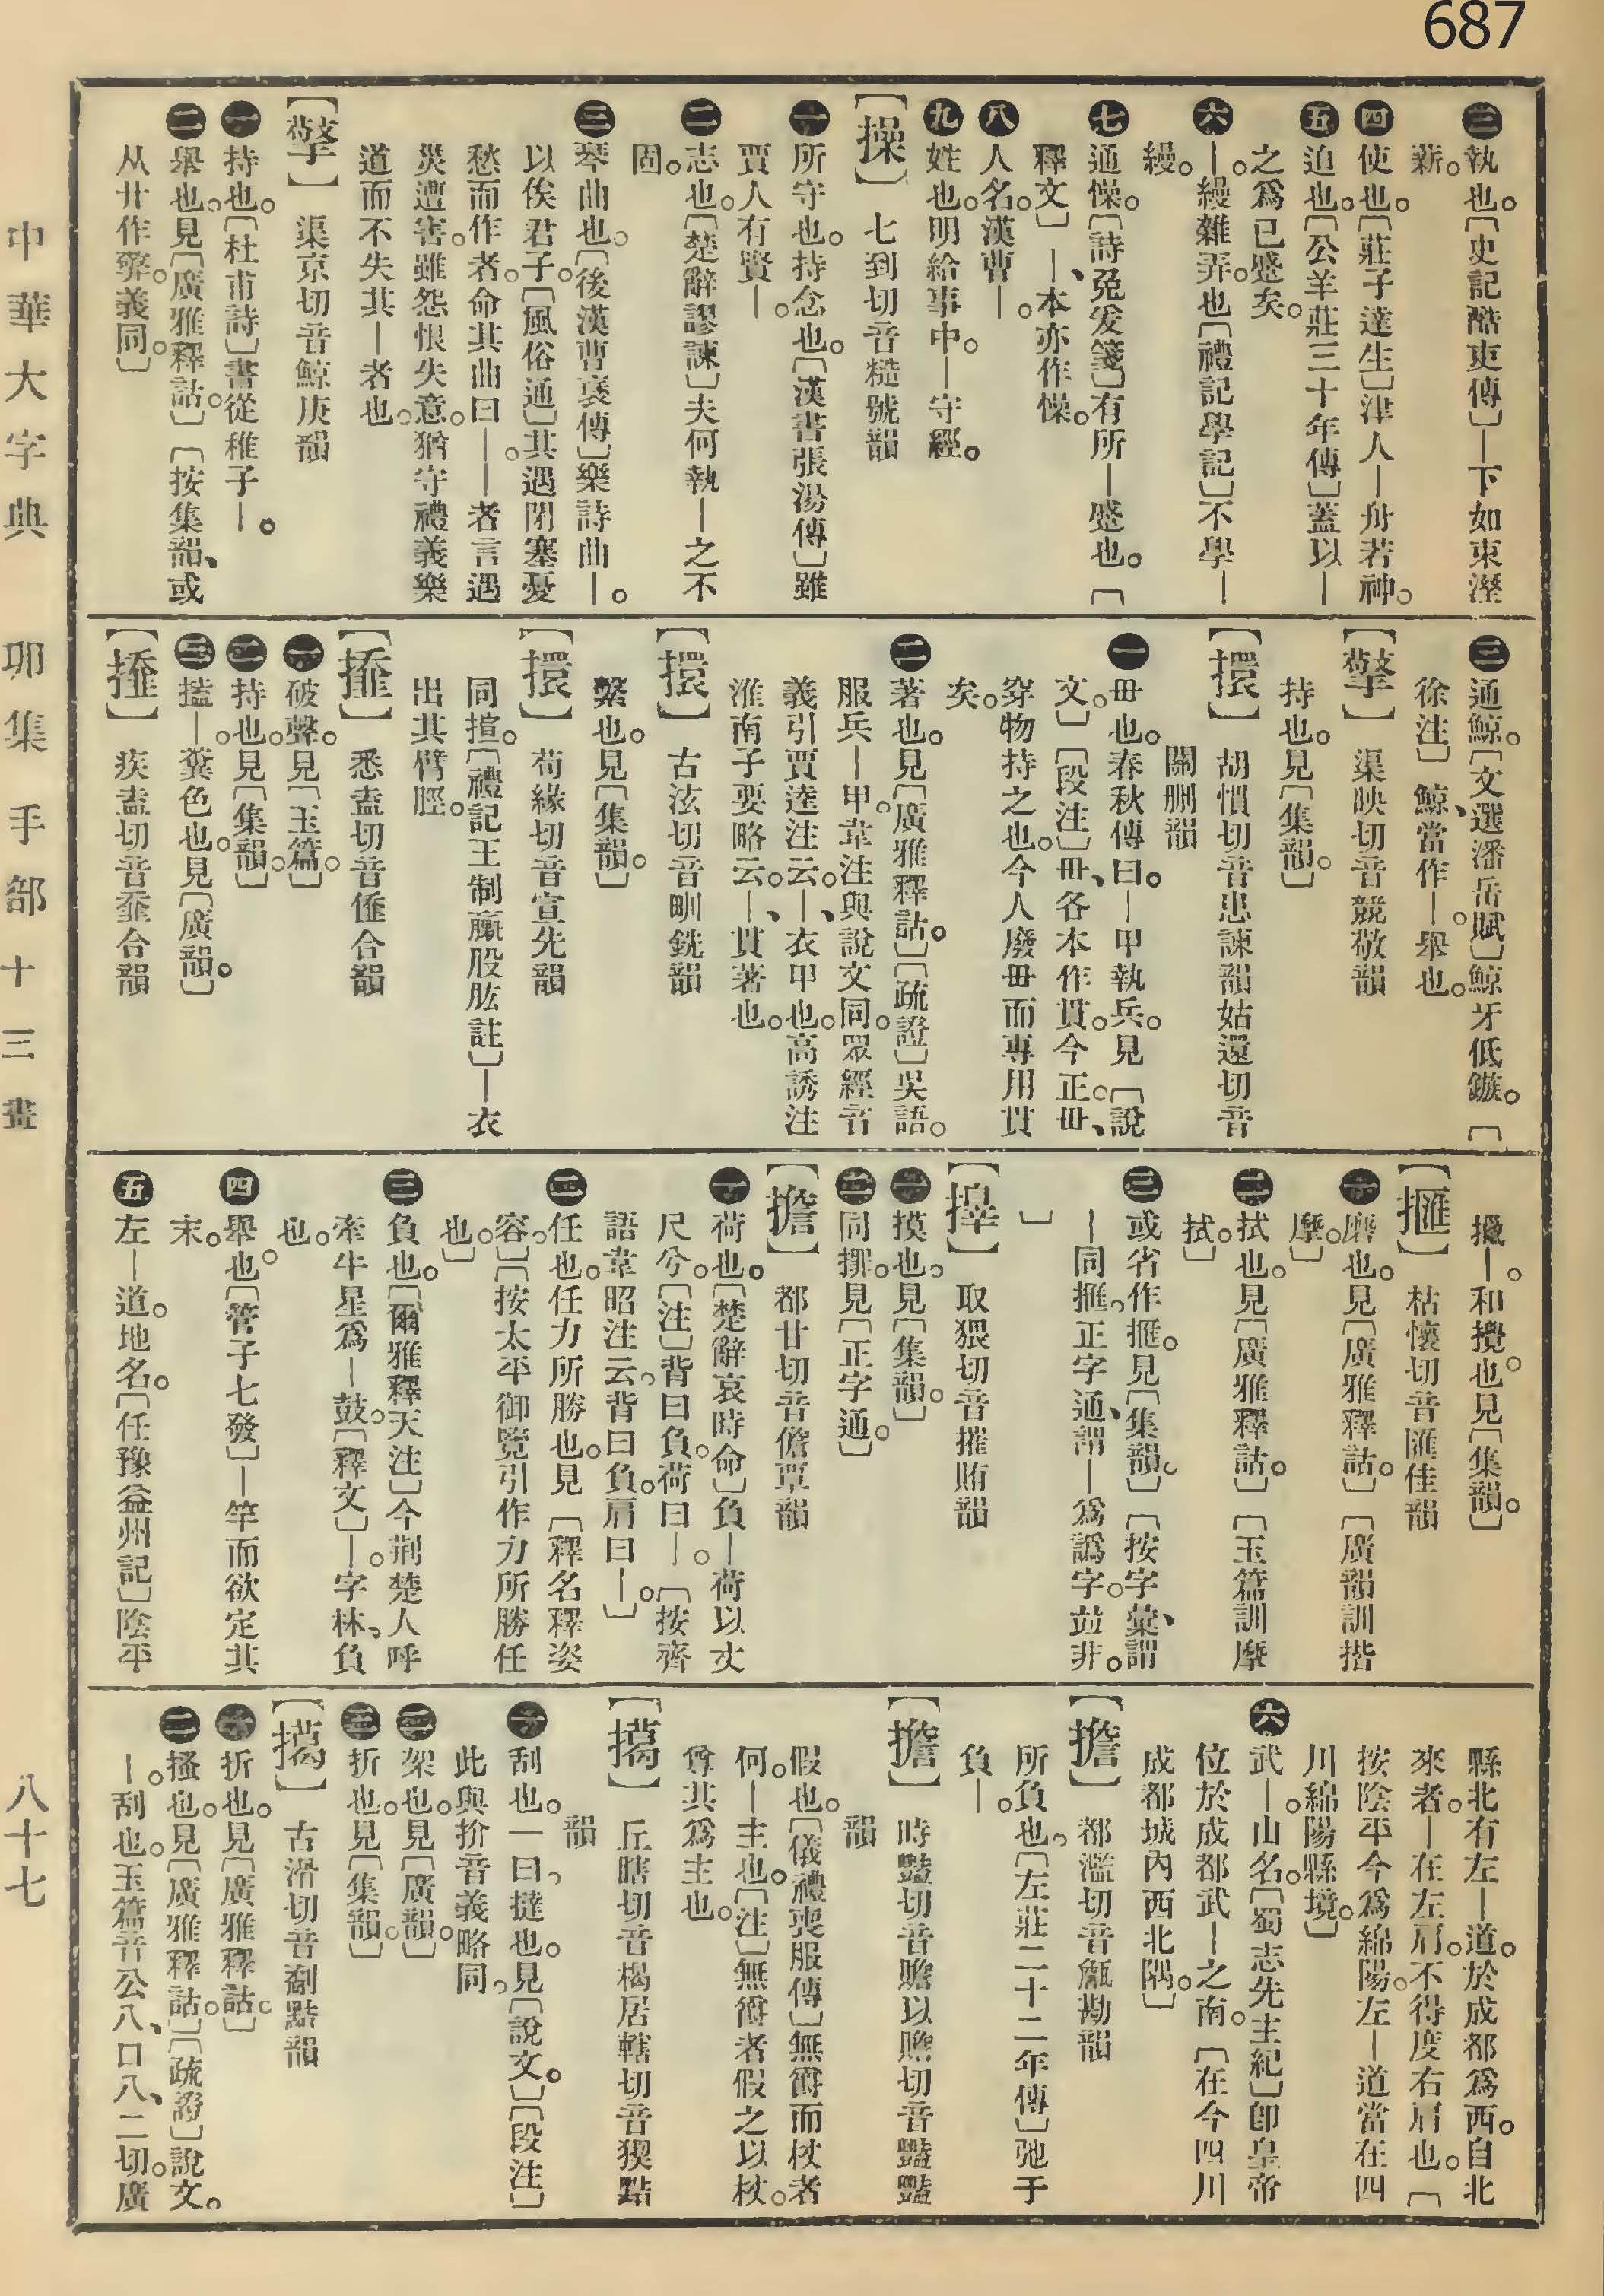 687
㊂執也。〔史記酷吏傳〕—下如束溼
薪。
㊃使也。〔莊子達生〕津人—舟若神。
㊄迫也。〔公羊莊三十年傳〕蓋以—
之爲已蹙矣。
㊅—縵雜弄也〔禮記學記〕不學—
縵。
㊆通懆。〔詩兔爰箋〕有所—蹙也。〔
釋文〕—、本亦作懆。
㊇人名。漢曹—。
㊈姓也。明給事中。—守經。
〔操〕七到切音糙號韻
㊀所守也。持念也。〔漢書張湯傳〕雖
賈人有賢—。
㊁志也。〔楚辭謬諫〕夫何執—之不
固。
㊂琴曲也。〔後漢曹褒傳〕樂詩曲—。
以俟君子。〔風俗通〕其遇閉塞憂
愁而作者。命其曲曰—。—者言遇
災遭害。雖怨恨失意。猶守禮義樂
道而不失其—者也。
〔擎〕渠京切音鯨庚韻
㊀持也。〔杜甫詩〕書從稚子—。
㊁舉也。見〔廣雅釋詁。〕〔按集韻、或
从廾作弊。義同。〕
㊂通鯨。〔文選潘岳賦〕鯨牙低鏃。〔
徐注〕鯨、當作—。舉也。
〔擎〕渠映切音競敬韻
持也。見〔集韻。〕
〔擐〕胡慣切音患諫韻姑還切音
關刪韻
㊀毌也。春秋傳曰。—甲執兵。見〔說
文。〕〔段注〕毌、各本作貫。今正。毌、
穿物持之也。今人廢毌而專用貫
矣。
㊁著也。見〔廣雅釋詁。〕〔疏證〕吳語。
服兵—甲。韋注與說文同。眾經音
義引賈逵注云。—、衣甲也。高誘注
淮南子要略云。—、貫著也。
〔擐〕古泫切音畎銑韻
繫也。見〔集韻。〕
〔擐〕荀緣切音宣先韻
同揎。〔禮記王制臝股肱註〕—衣
出其臂脛。
〔㩉〕悉盍切音偅合韻
㊀破聲。見〔玉篇。〕
㊁持也。見〔集韻。〕
㊂搕—。糞色也。見〔廣韻。〕
疾盍切音合韻
擸—。和攪也。見〔集韻。〕
枯懷切音匯佳韻
㊀磨也。見〔廣雅釋詁。〕〔廣韻訓揩
摩。〕
㊁拭也。見〔廣雅釋詁。〕〔玉篇訓摩
拭。〕
㊂或省作摧。見〔集韻。〕〔按字彙、謂
—同摧。正字通、謂—爲譌字。竝非。
〕
取猥切音摧賄韻
㊀摸也。見〔集韻。〕
㊁同㩓。見〔正字通。〕
〔擔〕都甘切音儋覃韻
㊀荷也。〔楚辭哀時命〕負—荷以丈
尺兮。〔注〕背曰負。荷曰—。〔按齊
語韋昭注云。背曰負。肩曰—。〕
㊁任也。任力所勝也。見〔釋名釋姿
容。〕〔按太平御覽引作力所勝任
也。〕
㊂負也。〔爾雅釋天注〕今荆楚人呼
牽牛星爲—鼓。〔釋文〕—。字林、負
也。
㊃舉也。〔管子七發〕—竿而欲定其
末。
㊄左—道。地名。〔任豫益州記〕陰平
縣北有左—道。於成都爲西。自北
來者。—在左肩。不得度右肩也。〔
按陰平今爲綿陽。左—道當在四
川綿陽縣境。〕
㊅武—。山名。〔蜀志先主紀〕卽皇帝
位於成都武—之南。〔在今四川
成都城內西北隅。〕
〔擔〕都濫切音甔勘韻
所負也。〔左莊二十二年傳〕弛于
負—。
〔擔〕時豔切音贍以贍切音豔豔
韻
假也。〔儀禮喪服傳〕無爵而杖者
何。—主也。〔注〕無爵者假之以杖。
尊其爲主也。
〔擖〕丘瞎切音楬居轄切音猰黠
韻
㊀刮也。一曰、撻也。見〔說文。〕〔段注〕
此與扴音義略同。
㊁架也。見〔廣韻。〕
㊂折也。見〔集韻。〕
〔擖〕古滑切音劀黠韻
㊀折也。見〔廣雅釋詁。〕
㊁搔也。見〔廣雅釋詁。〕〔疏證〕說文。
—。刮也。玉篇音公八、口八、二切。廣
中華大字典 卯集 手部 十三畫 八十七